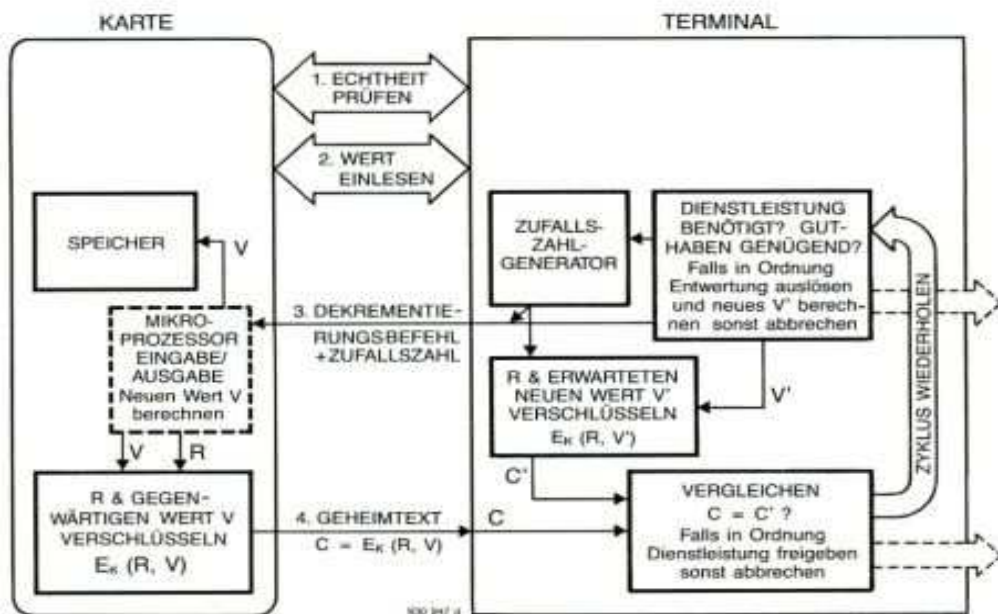 KARTE
TERMINAL
1. ECHTHEIT
PRÜFEN
2. WERT
EINLESEN
SPEICHER
V
ZUFALLS-
ZAHL-
GENERATOR
DIENSTLEISTUNG
BENÖTIGT? GUT-
HABEN GENÜGEND?
Falls in Ordnung
Entwertung auslösen
und neues V' berech-
nen sonst abbrechen
MIKRO-
PROZESSOR
EINGABE/
AUSGABE
Neuen Wert V
berechnen
3. DEKREMENTIE-
RUNGSBEFEHL
+ZUFALLSZAHL
R & ERWARTETEN
NEUEN WERT V'
VERSCHLÜSSELN
EK (R, V')
V'
ZYKLUS WIEDERHOLEN
V
R
C'
R & GEGEN-
WÄRTIGEN WERT V
VERSCHLÜSSELN
EK (R, V)
4. GEHEIMTEXT
C = EK (R, V)
C
VERGLEICHEN
C = C' ?
Falls in Ordnung
Dienstleistung freigeben
sonst abbrechen